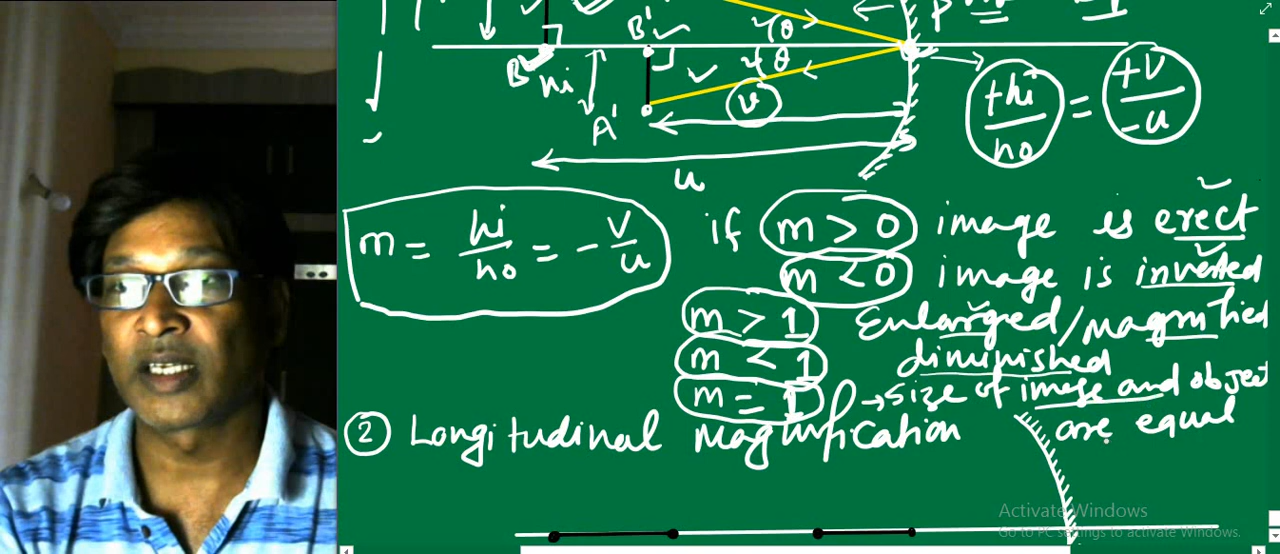 P
B'
B
hi
A'
θ
θ
v
u
+hi/ho = +v/-u
m = hi/ho = - v/u
if m > 0 image is erect
m < 0 image is inverted
m > 1 Enlarged/magnified
m < 1 diminished
m = 1 → size of image and object are equal
② Longitudinal Magnification
Activate Windows
Go to PC settings to activate Windows.